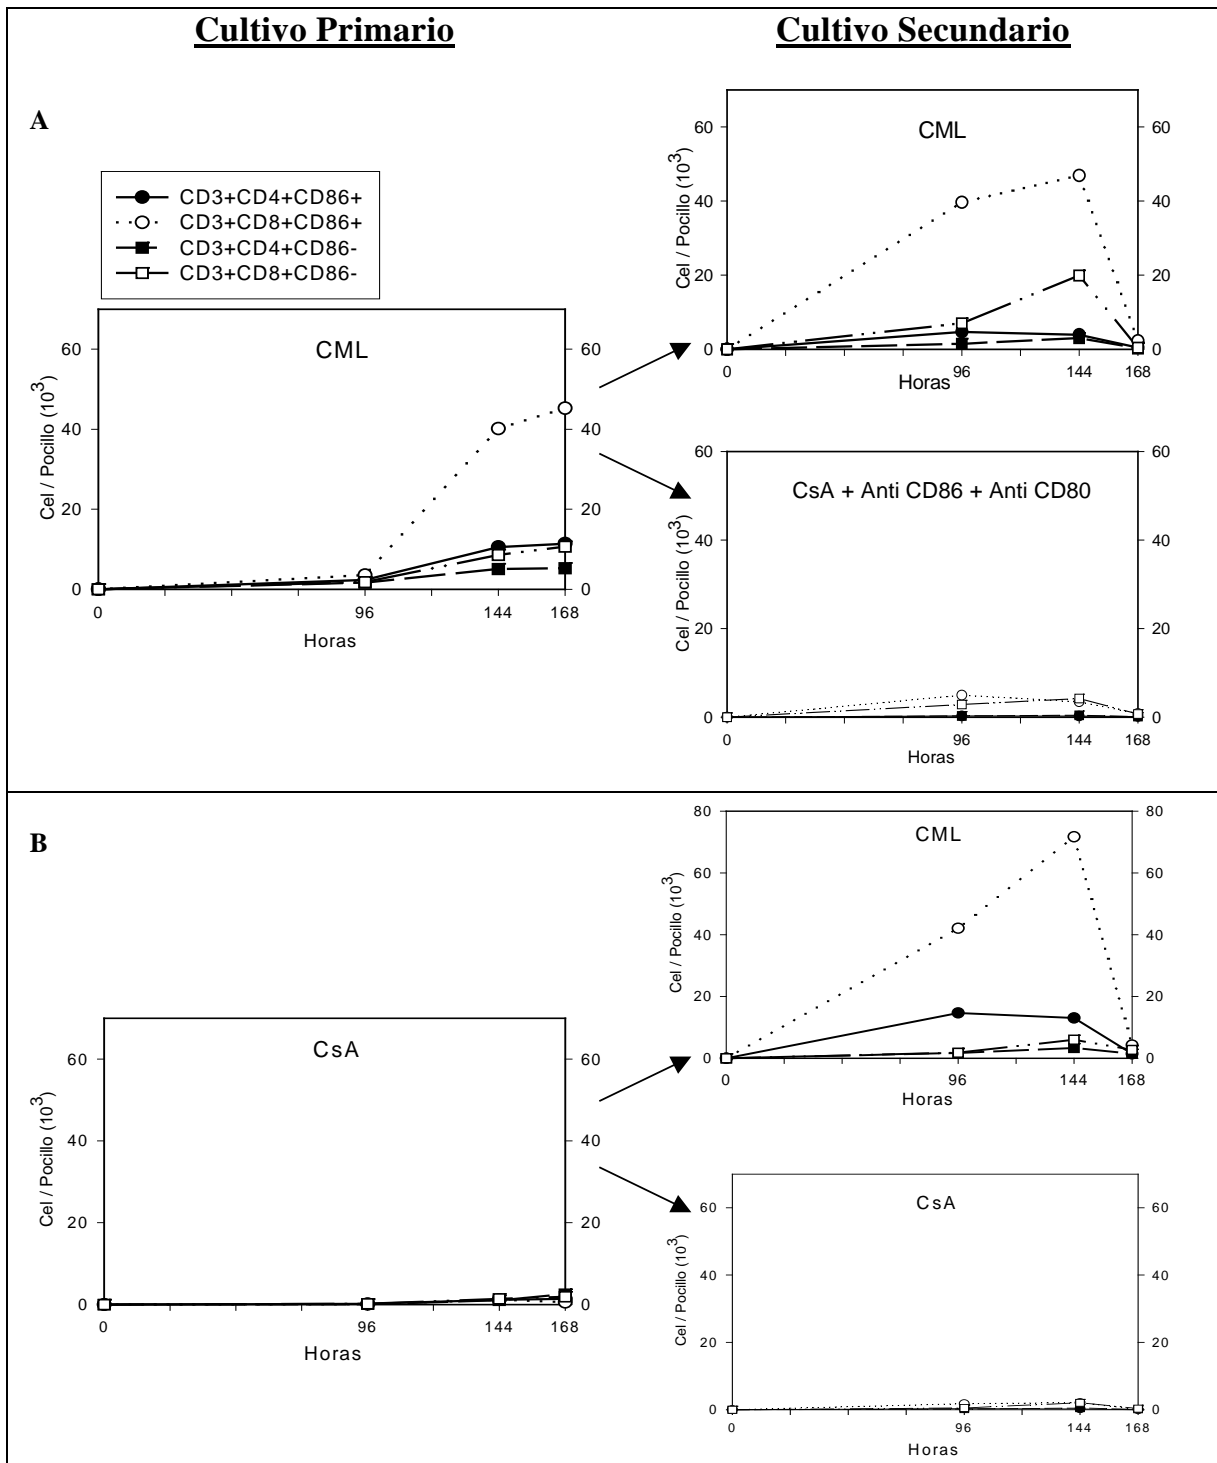 Cultivo Primario
Cultivo Secundario
A
CD3+CD4+CD86+
CD3+CD8+CD86+
CD3+CD4+CD86-
CD3+CD8+CD86-
CML
Cel / Pocillo (10³)
60
40
20
0
60
40
20
0
0
96
144
168
Horas
CML
Cel / Pocillo (10³)
60
40
20
0
60
40
20
0
0
96
144
168
Horas
CsA + Anti CD86 + Anti CD80
Cel / Pocillo (10³)
60
40
20
0
60
40
20
0
0
96
144
168
Horas
B
CsA
Cel / Pocillo (10³)
60
40
20
0
60
40
20
0
0
96
144
168
Horas
CML
Cel / Pocillo (10³)
80
60
40
20
0
80
60
40
20
0
0
96
144
168
Horas
CsA
Cel / Pocillo (10³)
60
40
20
0
60
40
20
0
0
96
144
168
Horas